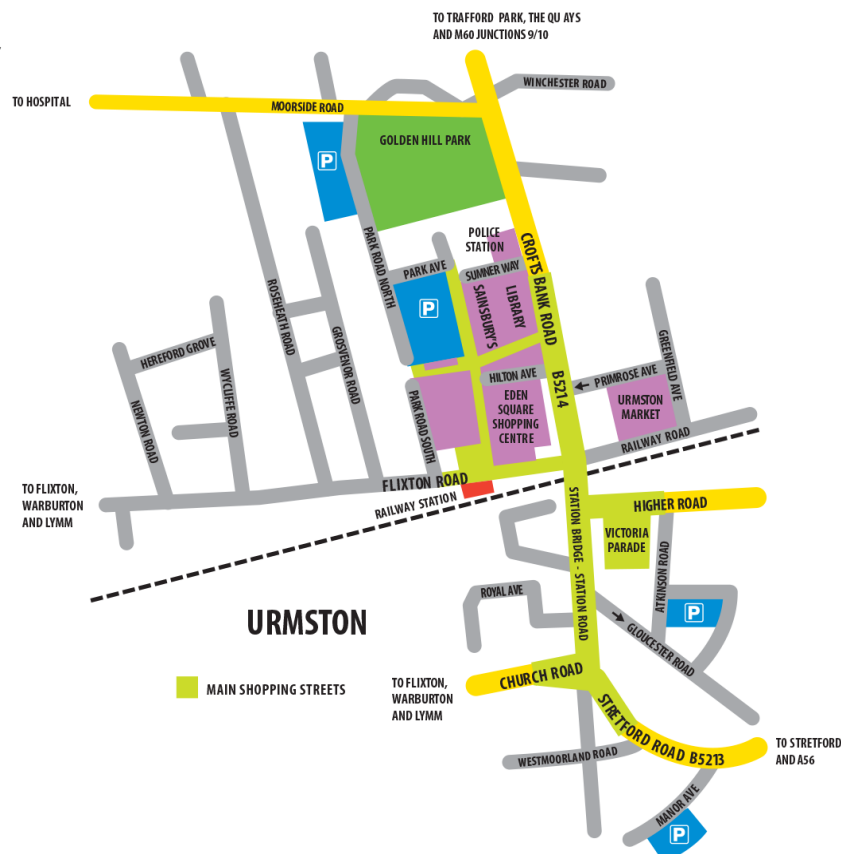 TO TRAFFORD PARK, THE QU AYS
AND M60 JUNCTIONS 9/10
WINCHESTER ROAD
TO HOSPITAL
MOORSIDE ROAD
P
GOLDEN HILL PARK
POLICE
STATION
CROFTS BANK ROAD
PARK ROAD NORTH
PARK AVE
SUMNER WAY
SAINSBURY'S
LIBRARY
P
ROSEHEATH ROAD
GROSVENOR ROAD
HEREFORD GROVE
WYCLIFFE ROAD
NEWTON ROAD
GREENFIELD AVE
B5214
PRIMROSE AVE
HILTON AVE
EDEN
SQUARE
SHOPPING
CENTRE
URMSTON
MARKET
PARK ROAD SOUTH
RAILWAY ROAD
FLIXTON ROAD
RAILWAY STATION
TO FLIXTON,
WARBURTON
AND LYMM
HIGHER ROAD
STATION BRIDGE - STATION ROAD
VICTORIA
PARADE
ATKINSON ROAD
ROYAL AVE
P
GLOUCESTER ROAD
URMSTON
MAIN SHOPPING STREETS
TO FLIXTON,
WARBURTON
AND LYMM
CHURCH ROAD
STRETFORD ROAD B5213
TO STRETFORD
AND A56
WESTMOORLAND ROAD
MANOR AVE
P